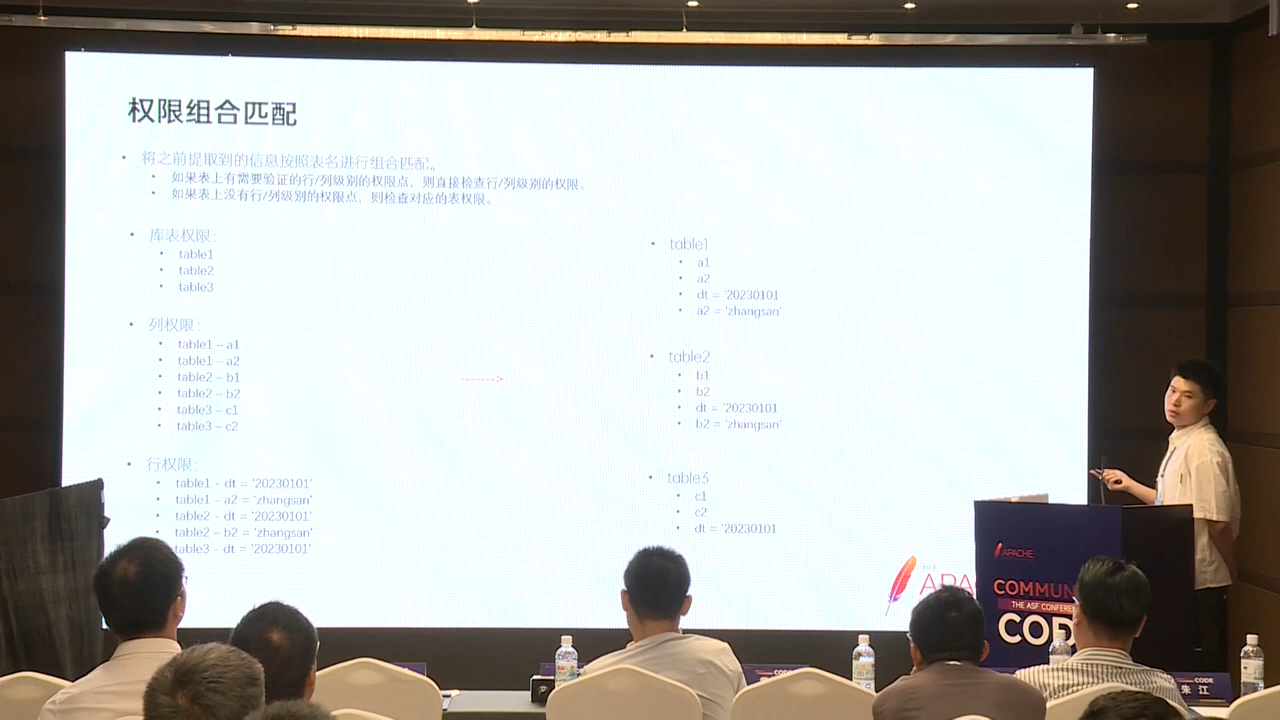 权限组合匹配
• 将之前提取到的信息按照表名进行组合匹配。
• 如果表上有需要验证的行/列级别的权限点，则直接检查行/列级别的权限。
• 如果表上没有行/列级别的权限点，则检查对应的表权限。
• 库表权限：
• table1
• table2
• table3
• 列权限：
• table1 – a1
• table1 – a2
• table2 – b1
• table2 – b2
• table3 – c1
• table3 – c2
• 行权限：
• table1 - dt = '20230101'
• table1 - a2 = 'zhangsan'
• table2 - dt = '20230101'
• table2 – b2 = 'zhangsan'
table3 - dt = '20230101'
• table1
• a1
• a2
• dt = '20230101
• a2 = 'zhangsan'
• table2
• b1
• b2
• dt = '20230101
• b2 = 'zhangsan'
• table3
• c1
• c2
• dt = '20230101
THE
APA
APACHE
COMMUN
THE ASF CONFERE
COD
CODE
朱 江